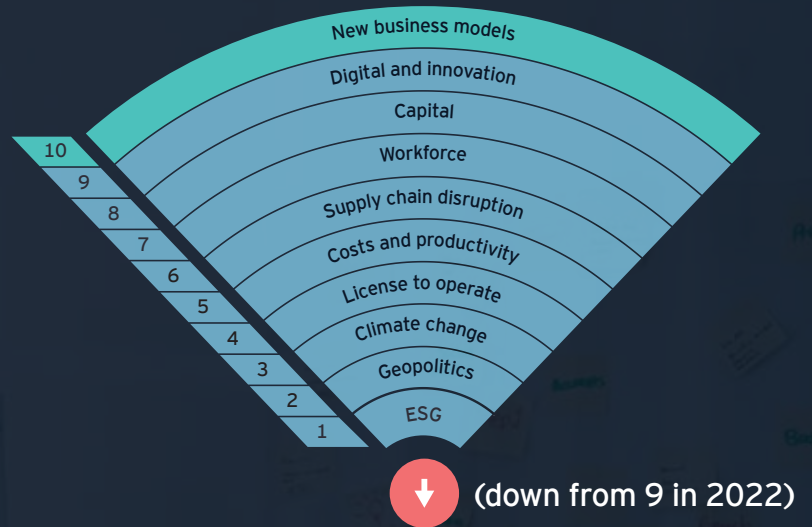 New business models
Digital and innovation
Capital
Workforce
Supply chain disruption
Costs and productivity
License to operate
Climate change
Geopolitics
ESG
10
9
8
7
6
5
4
3
2
1
(down from 9 in 2022)